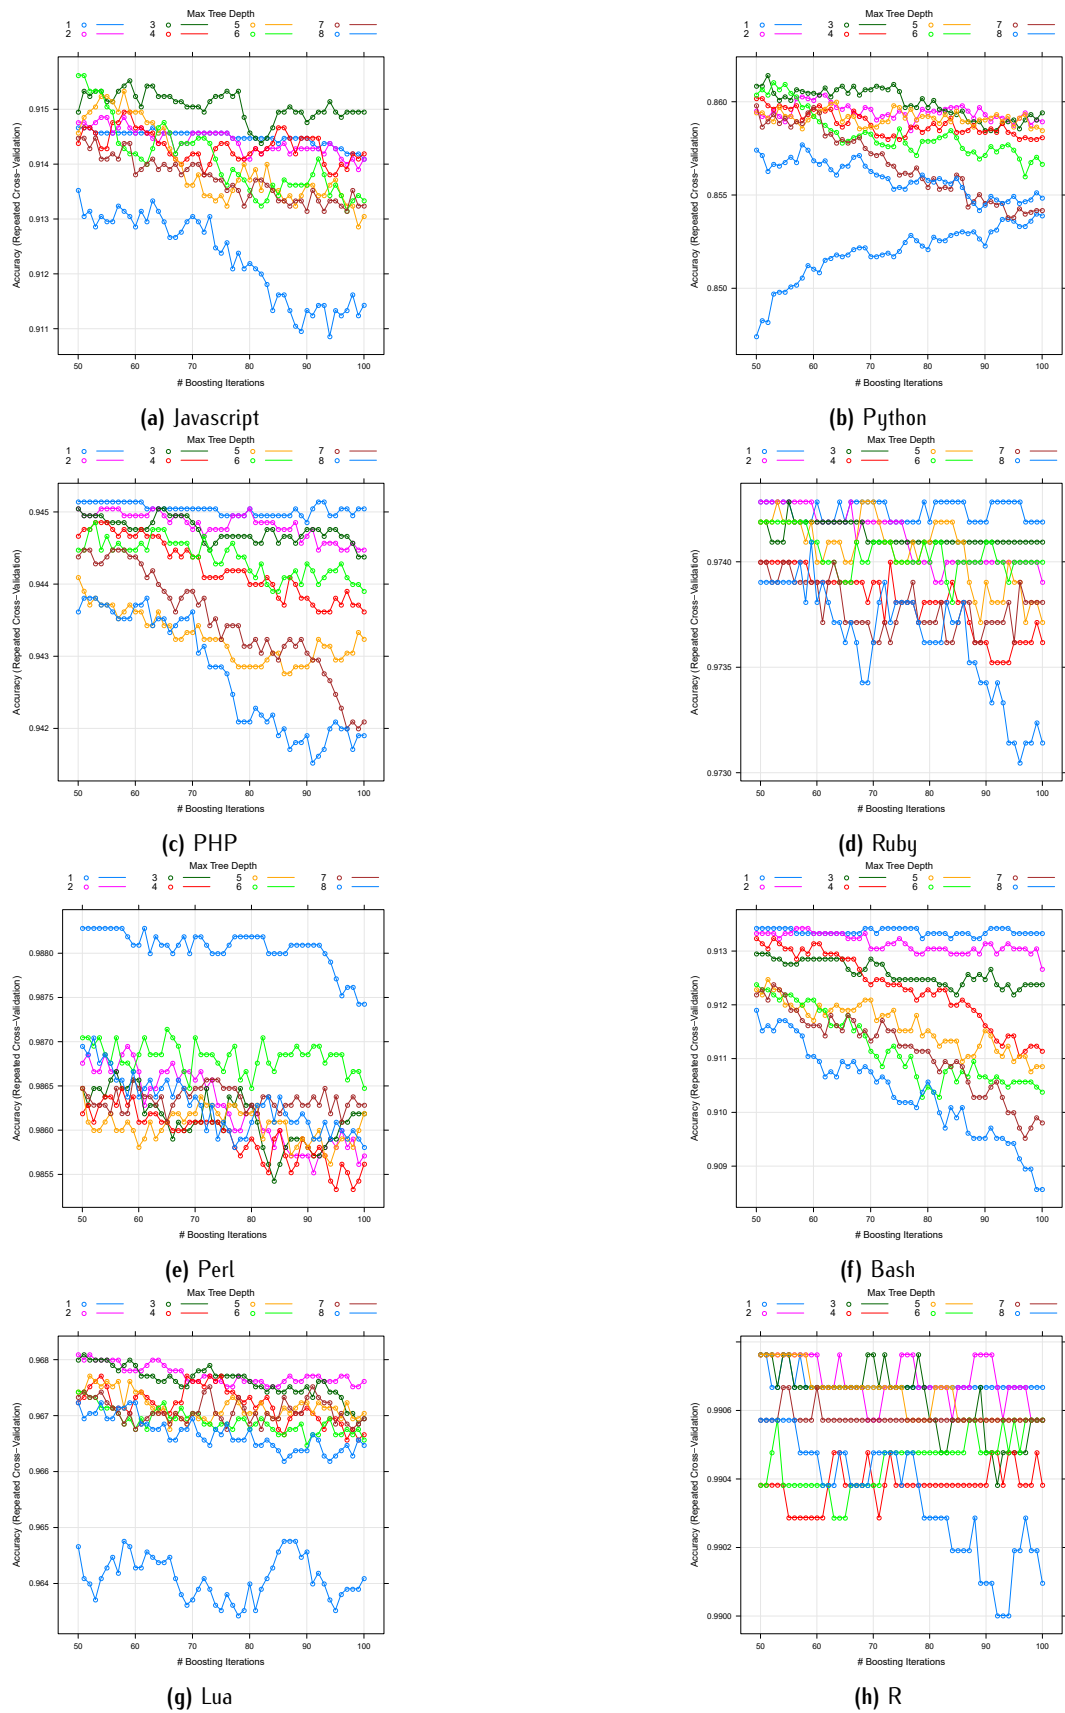 Max Tree Depth
1 3 5 7
2 4 6 8
Accuracy (Repeated Cross−Validation)
0.915
0.914
0.913
0.912
0.911
50 60 70 80 90 100
# Boosting Iterations
(a) Javascript
Max Tree Depth
1 3 5 7
2 4 6 8
Accuracy (Repeated Cross−Validation)
0.860
0.855
0.850
50 60 70 80 90 100
# Boosting Iterations
(b) Python
Max Tree Depth
1 3 5 7
2 4 6 8
Accuracy (Repeated Cross−Validation)
0.945
0.944
0.943
0.942
50 60 70 80 90 100
# Boosting Iterations
(c) PHP
Max Tree Depth
1 3 5 7
2 4 6 8
Accuracy (Repeated Cross−Validation)
0.9740
0.9735
0.9730
50 60 70 80 90 100
# Boosting Iterations
(d) Ruby
Max Tree Depth
1 3 5 7
2 4 6 8
Accuracy (Repeated Cross−Validation)
0.9880
0.9875
0.9870
0.9865
0.9860
0.9855
50 60 70 80 90 100
# Boosting Iterations
(e) Perl
Max Tree Depth
1 3 5 7
2 4 6 8
Accuracy (Repeated Cross−Validation)
0.913
0.912
0.911
0.910
0.909
50 60 70 80 90 100
# Boosting Iterations
(f) Bash
Max Tree Depth
1 3 5 7
2 4 6 8
Accuracy (Repeated Cross−Validation)
0.968
0.967
0.966
0.965
0.964
50 60 70 80 90 100
# Boosting Iterations
(g) Lua
Max Tree Depth
1 3 5 7
2 4 6 8
Accuracy (Repeated Cross−Validation)
0.9906
0.9904
0.9902
0.9900
50 60 70 80 90 100
# Boosting Iterations
(h) R